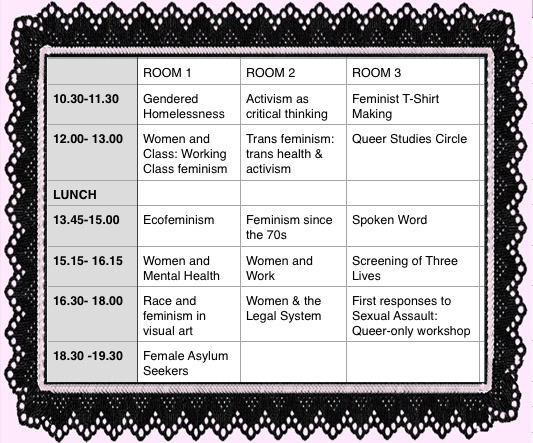 ROOM 1 ROOM 2 ROOM 3
10.30-11.30 Gendered Activism as Feminist T-Shirt
Homelessness critical thinking Making
12.00- 13.00 Women and Trans feminism: Queer Studies Circle
Class: Working trans health &
Class feminism activism
LUNCH
13.45-15.00 Ecofeminism Feminism since Spoken Word
the 70s
15.15- 16.15 Women and Women and Screening of Three
Mental Health Work Lives
16.30- 18.00 Race and Women & the First responses to
feminism in Legal System Sexual Assault:
visual art Queer-only workshop
18.30 -19.30 Female Asylum
Seekers